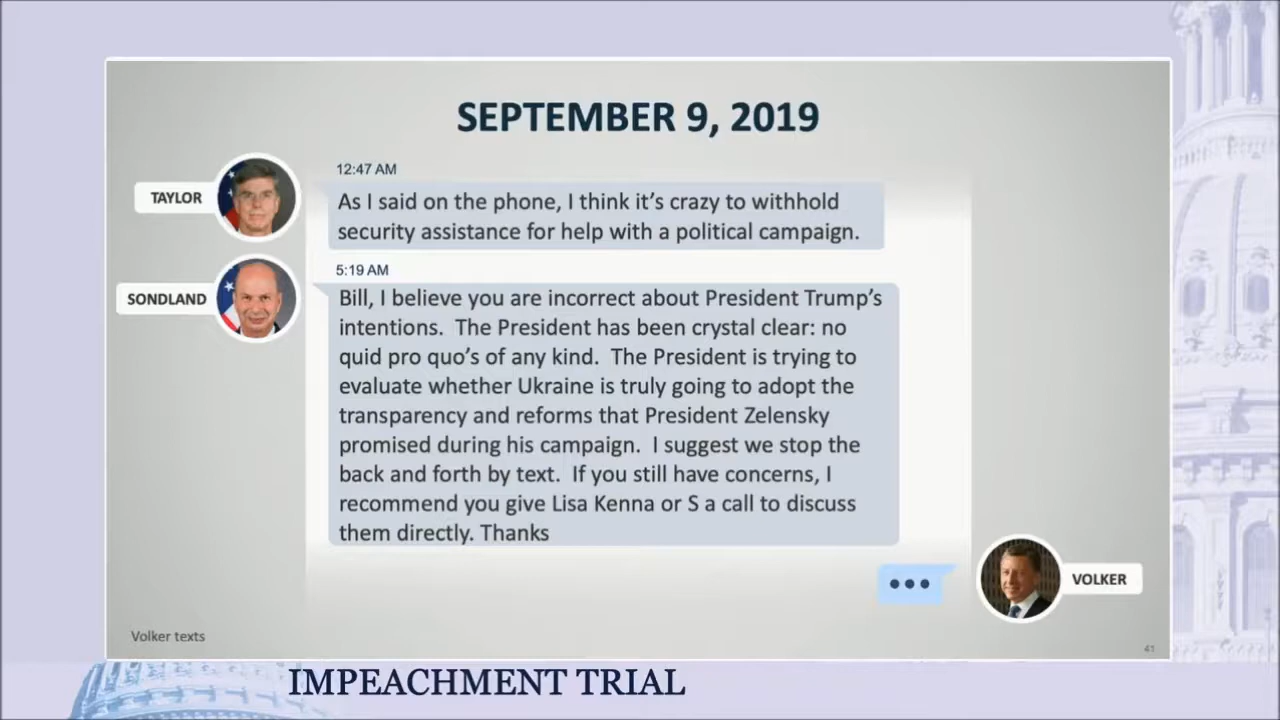 SEPTEMBER 9, 2019
12:47 AM
TAYLOR
As I said on the phone, I think it's crazy to withhold
security assistance for help with a political campaign.
5:19 AM
SONDLAND
Bill, I believe you are incorrect about President Trump's
intentions.  The President has been crystal clear: no
quid pro quo's of any kind.  The President is trying to
evaluate whether Ukraine is truly going to adopt the
transparency and reforms that President Zelensky
promised during his campaign.  I suggest we stop the
back and forth by text.  If you still have concerns, I
recommend you give Lisa Kenna or S a call to discuss
them directly. Thanks
VOLKER
Volker texts
41
IMPEACHMENT TRIAL